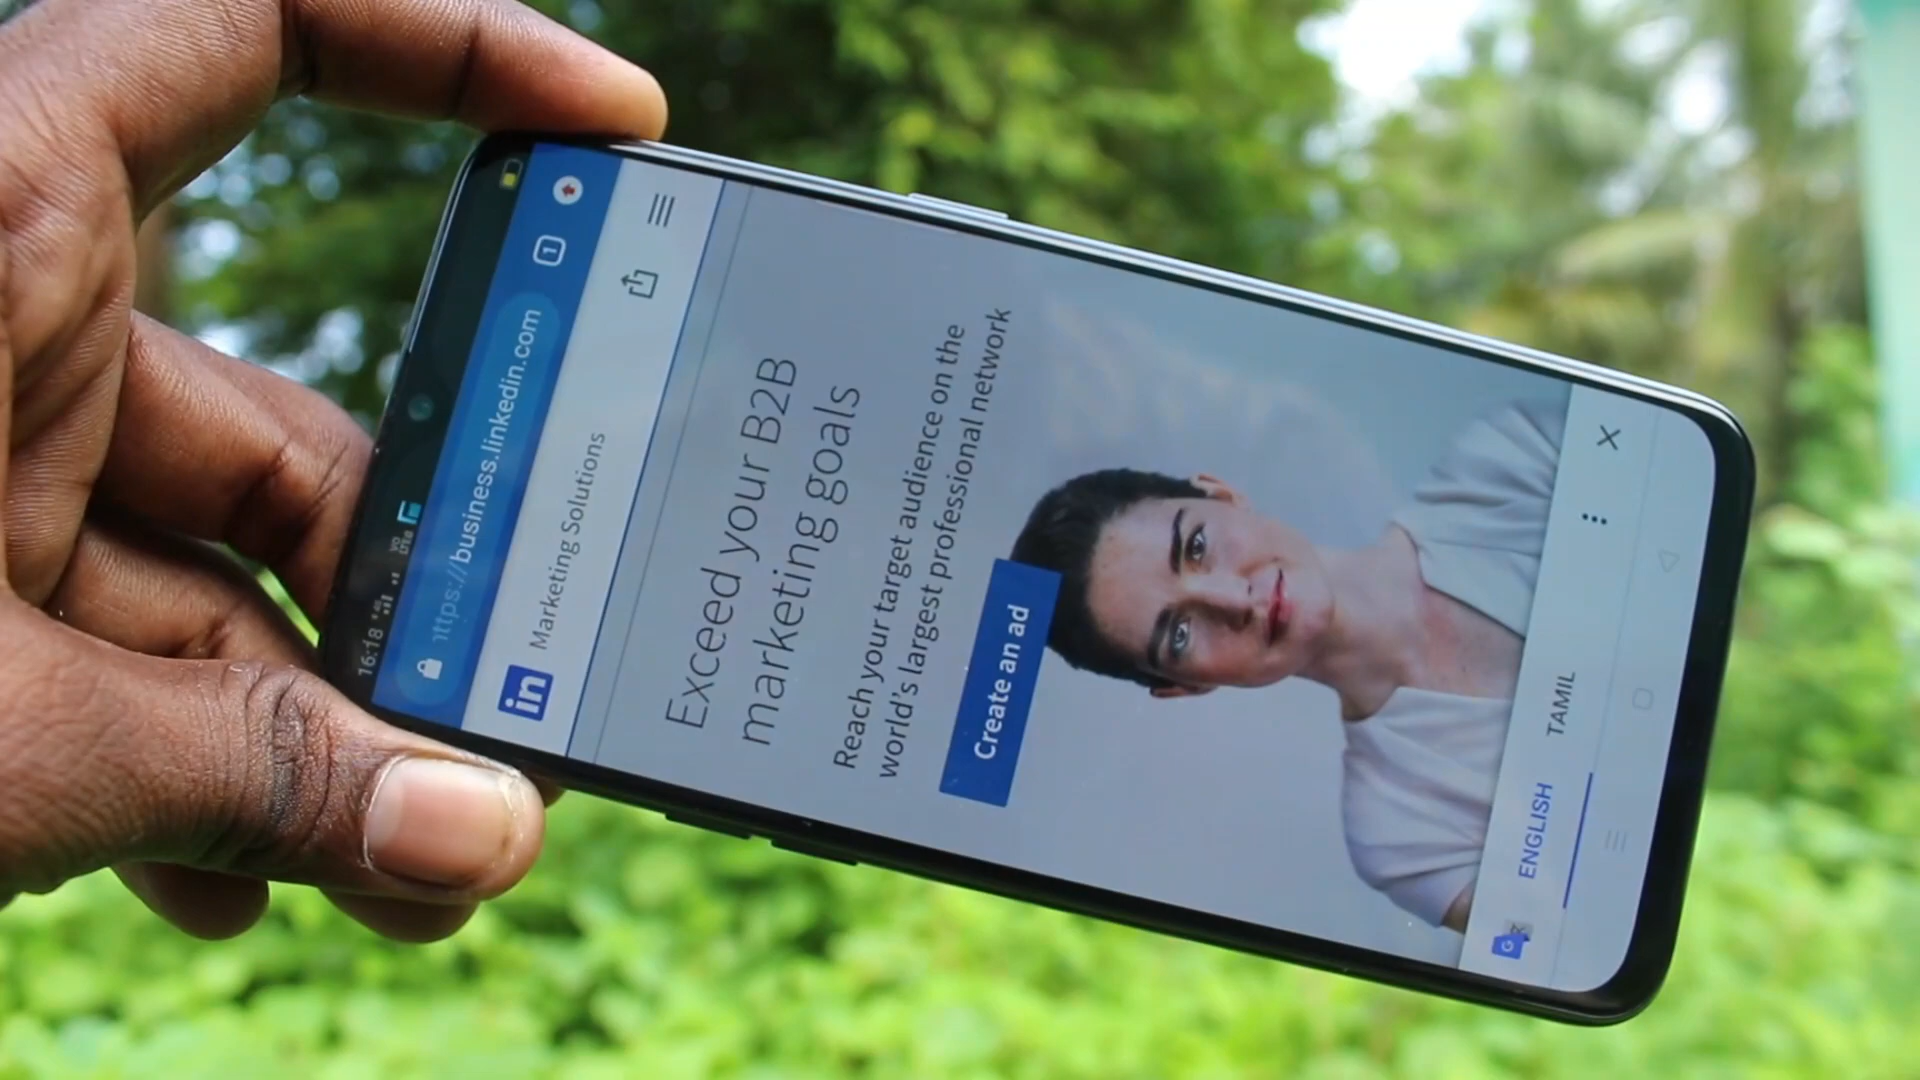 16:18
https://business.linkedin.com
1
in Marketing Solutions
Exceed your B2B
marketing goals
Reach your target audience on the
world's largest professional network
Create an ad
ENGLISH TAMIL